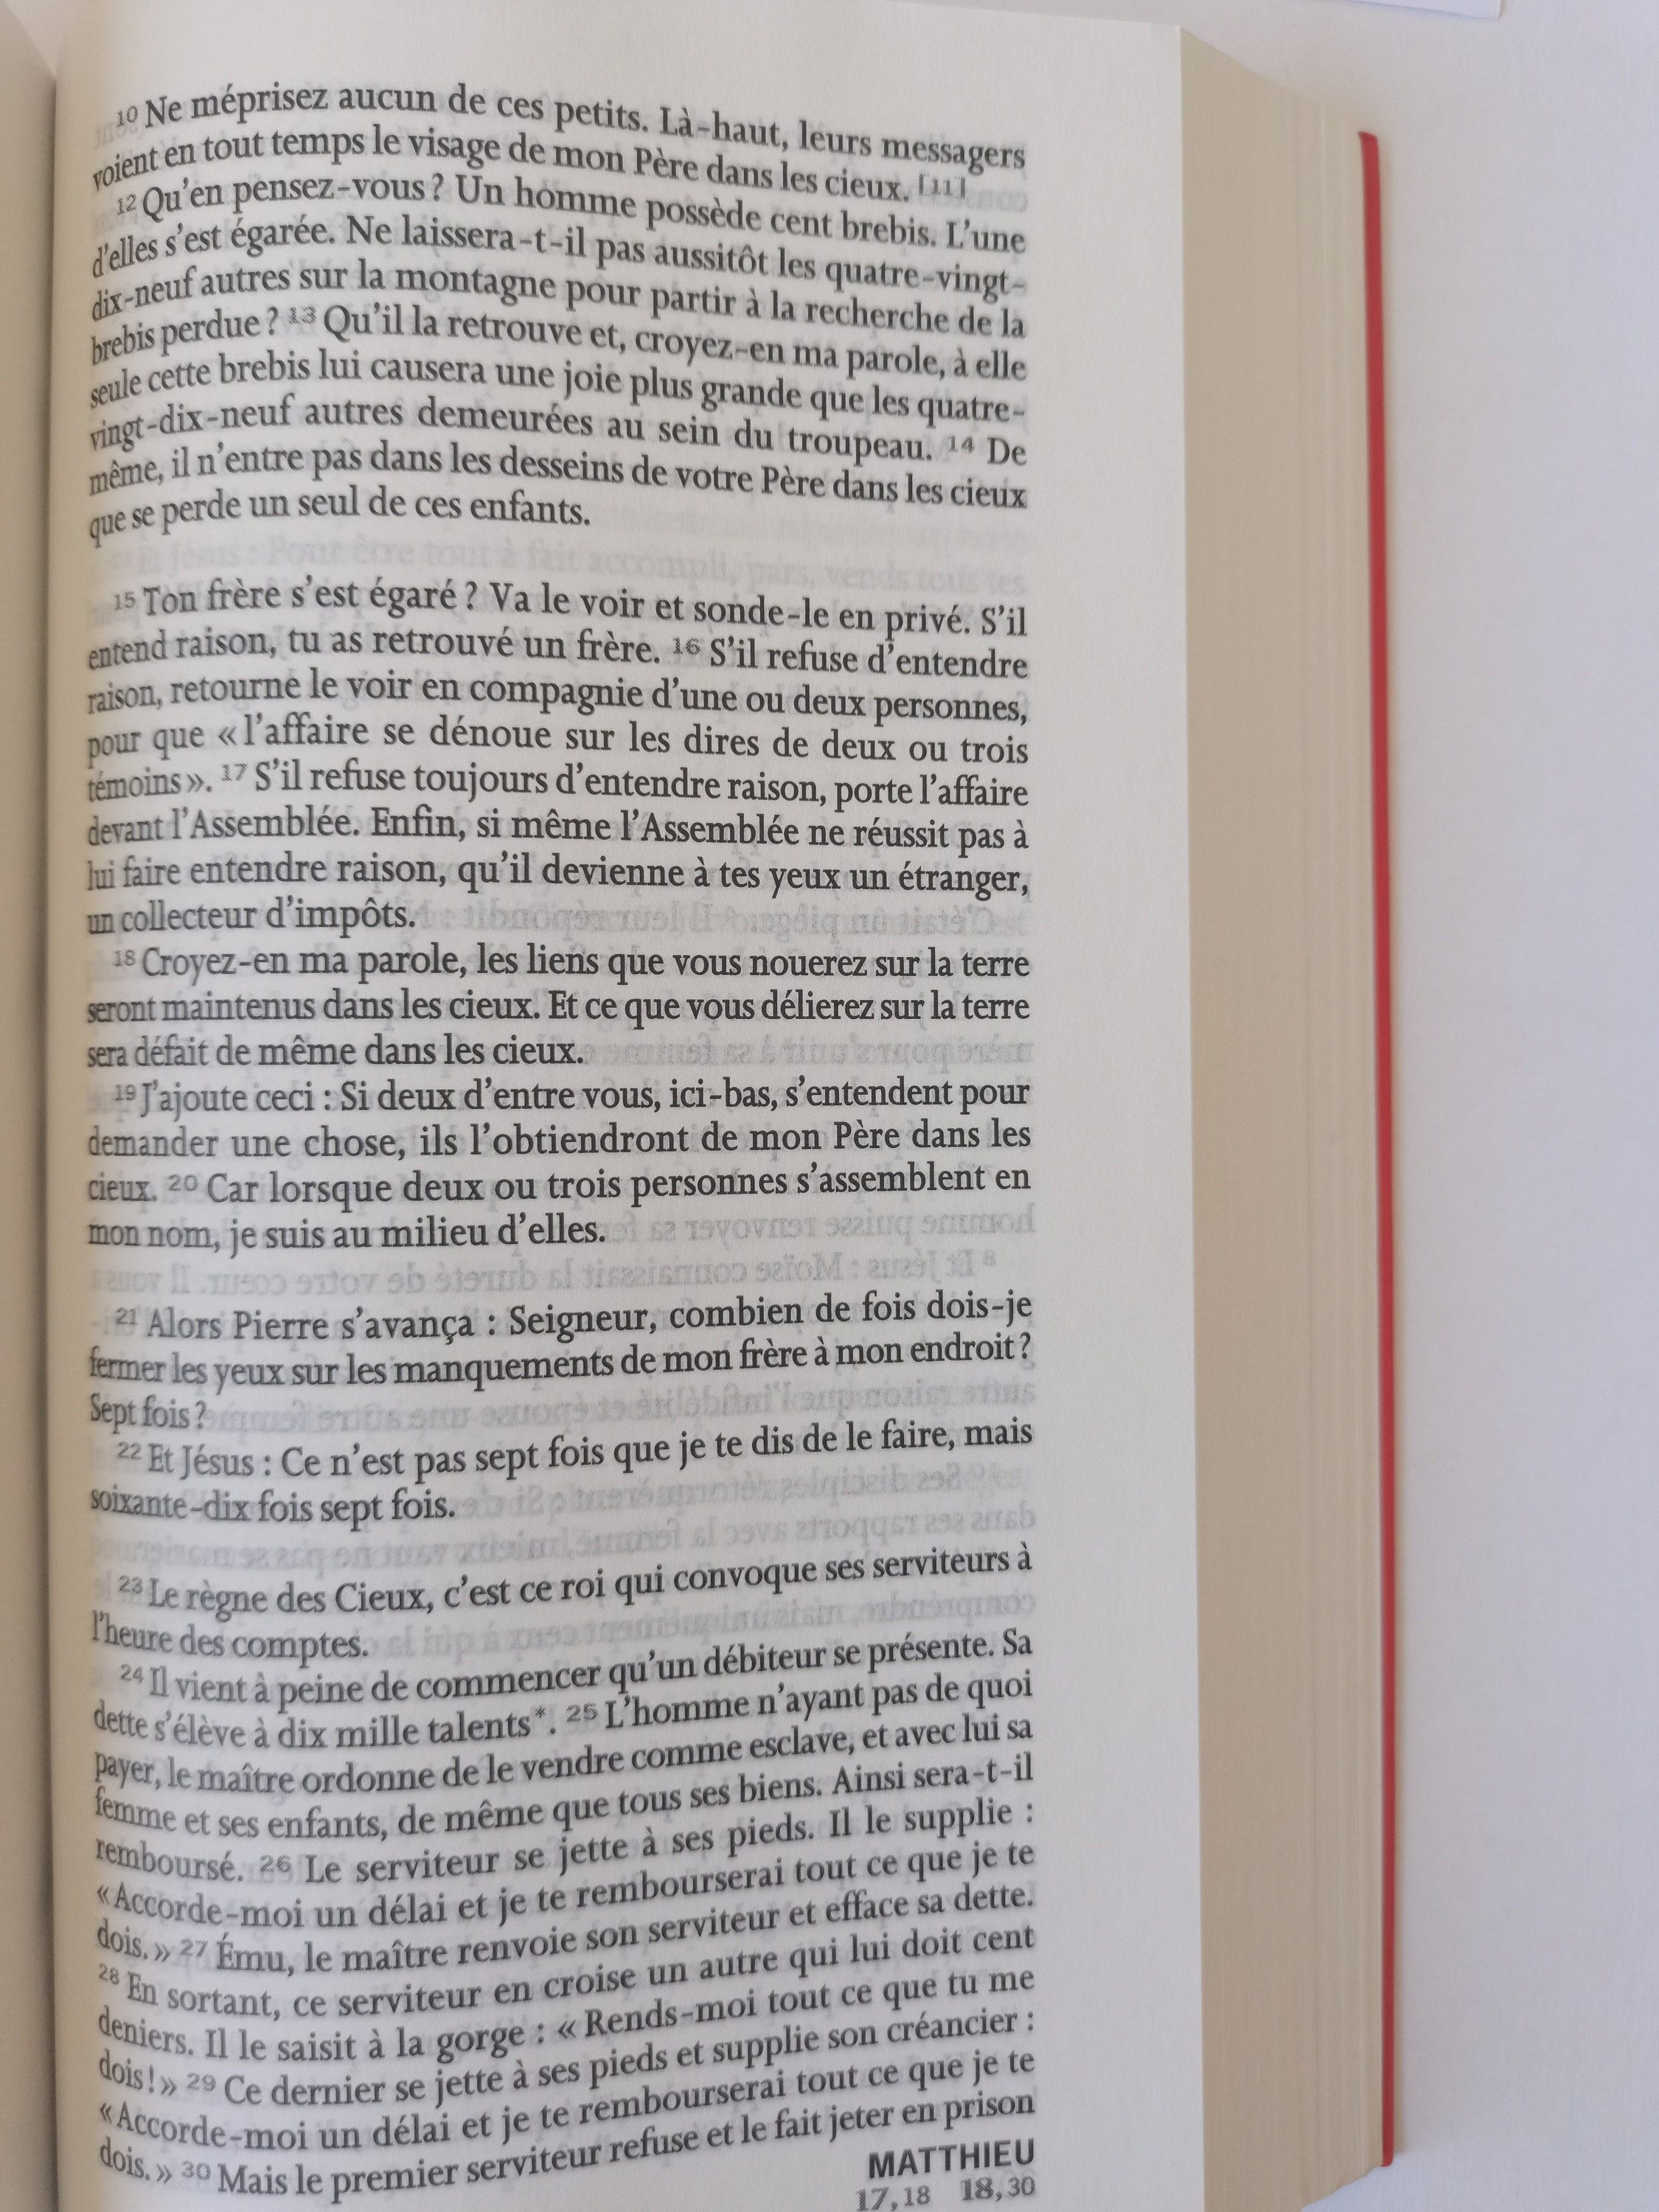 10 Ne méprisez aucun de ces petits. Là-haut, leurs messagers
voient en tout temps le visage de mon Père dans les cieux. [11]
12 Qu'en pensez-vous ? Un homme possède cent brebis. L'une
d'elles s'est égarée. Ne laissera-t-il pas aussitôt les quatre-vingt-
dix-neuf autres sur la montagne pour partir à la recherche de la
brebis perdue ? 13 Qu'il la retrouve et, croyez-en ma parole, à elle
seule cette brebis lui causera une joie plus grande que les quatre-
vingt-dix-neuf autres demeurées au sein du troupeau. 14 De
même, il n'entre pas dans les desseins de votre Père dans les cieux
que se perde un seul de ces enfants.
15 Ton frère s'est égaré ? Va le voir et sonde-le en privé. S'il
entend raison, tu as retrouvé un frère. 16 S'il refuse d'entendre
raison, retourne le voir en compagnie d'une ou deux personnes,
pour que « l'affaire se dénoue sur les dires de deux ou trois
témoins ». 17 S'il refuse toujours d'entendre raison, porte l'affaire
devant l'Assemblée. Enfin, si même l'Assemblée ne réussit pas à
lui faire entendre raison, qu'il devienne à tes yeux un étranger,
un collecteur d'impôts.
18 Croyez-en ma parole, les liens que vous nouerez sur la terre
seront maintenus dans les cieux. Et ce que vous délierez sur la terre
sera défait de même dans les cieux.
19 J'ajoute ceci : Si deux d'entre vous, ici-bas, s'entendent pour
demander une chose, ils l'obtiendront de mon Père dans les
cieux. 20 Car lorsque deux ou trois personnes s'assemblent en
mon nom, je suis au milieu d'elles.
21 Alors Pierre s'avança : Seigneur, combien de fois dois-je
fermer les yeux sur les manquements de mon frère à mon endroit ?
Sept fois ?
22 Et Jésus : Ce n'est pas sept fois que je te dis de le faire, mais
soixante-dix fois sept fois.
23 Le règne des Cieux, c'est ce roi qui convoque ses serviteurs à
l'heure des comptes.
24 Il vient à peine de commencer qu'un débiteur se présente. Sa
dette s'élève à dix mille talents*. 25 L'homme n'ayant pas de quoi
payer, le maître ordonne de le vendre comme esclave, et avec lui sa
femme et ses enfants, de même que tous ses biens. Ainsi sera-t-il
remboursé. 26 Le serviteur se jette à ses pieds. Il le supplie :
« Accorde-moi un délai et je te rembourserai tout ce que je te
dois. » 27 Ému, le maître renvoie son serviteur et efface sa dette.
28 En sortant, ce serviteur en croise un autre qui lui doit cent
deniers. Il le saisit à la gorge : « Rends-moi tout ce que tu me
dois ! » 29 Ce dernier se jette à ses pieds et supplie son créancier :
« Accorde-moi un délai et je te rembourserai tout ce que je te
dois. » 30 Mais le premier serviteur refuse et le fait jeter en prison
MATTHIEU
17,18 18,30